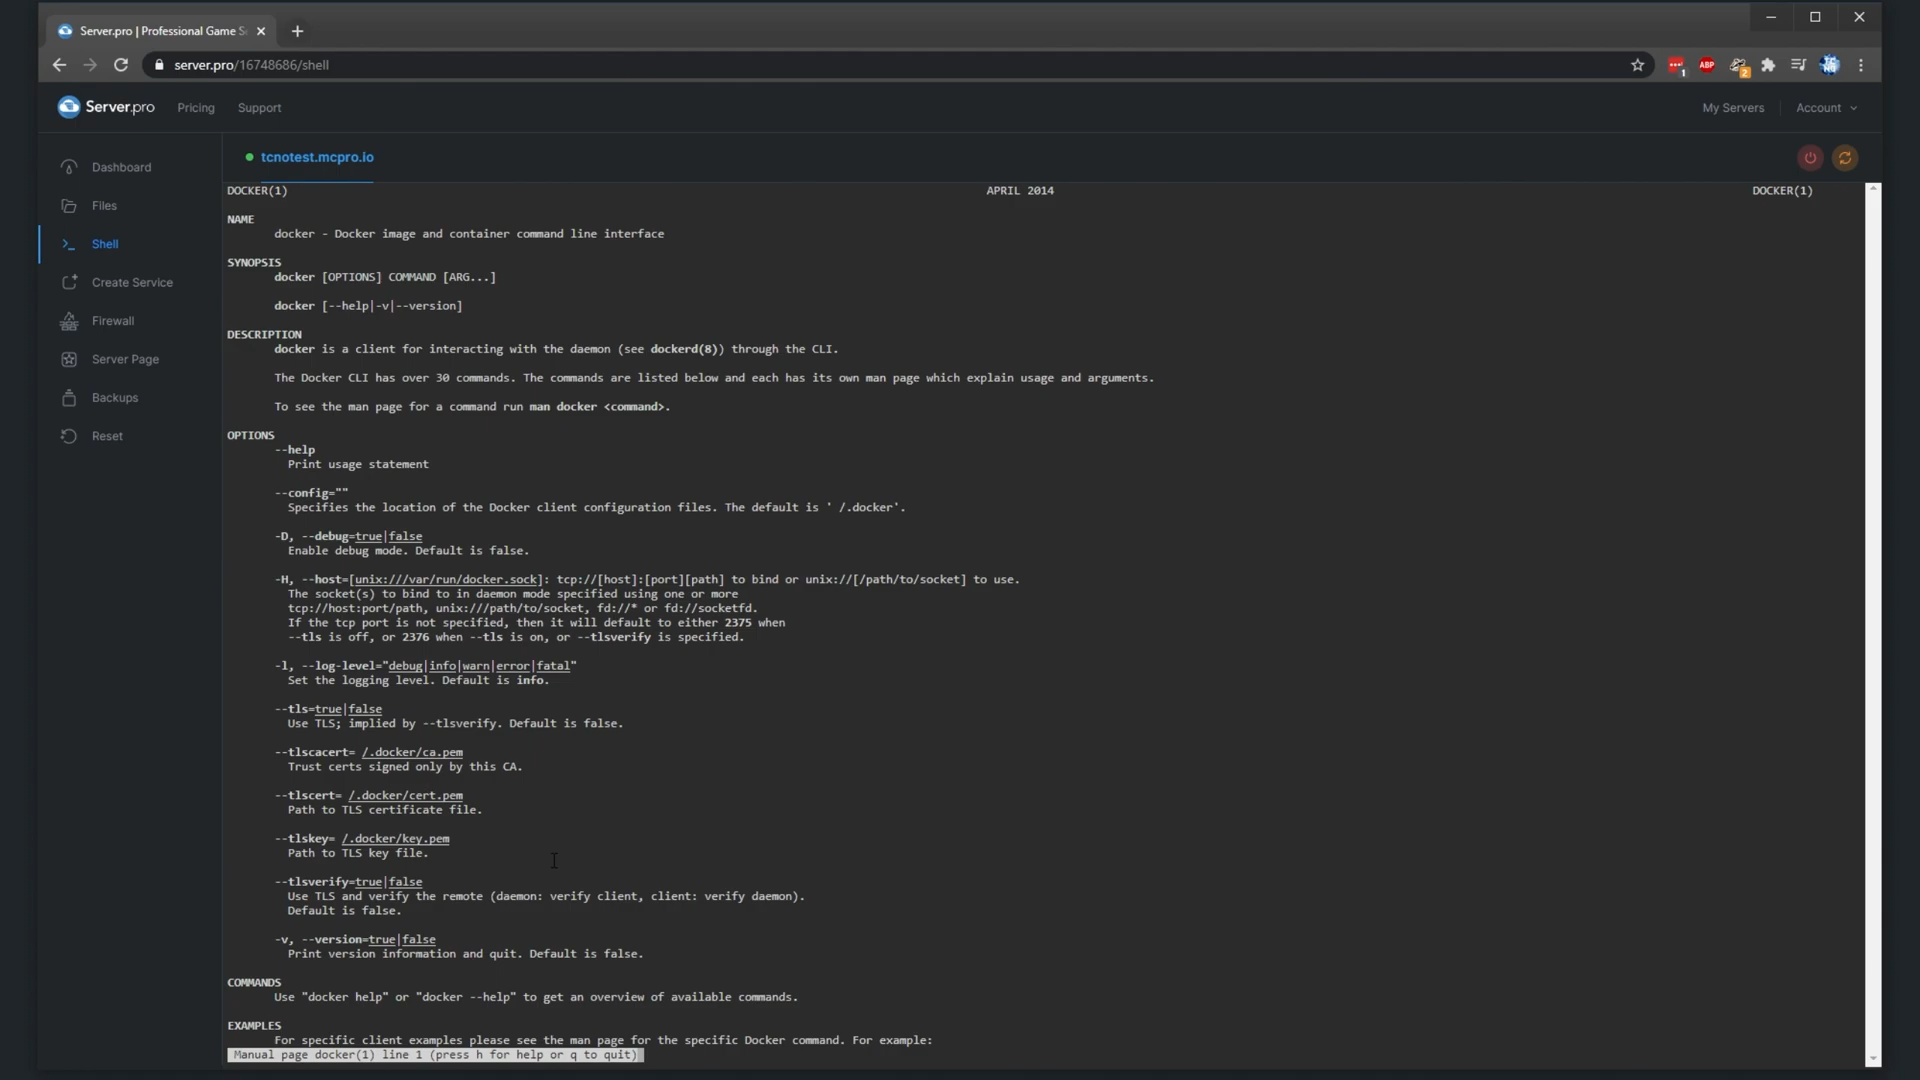 Server.pro | Professional Game S
server.pro/16748686/shell
1
ABP
2
Server.pro
Pricing
Support
My Servers
Account
Dashboard
Files
Shell
Create Service
Firewall
Server Page
Backups
Reset
tcnotest.mcpro.io
DOCKER(1) APRIL 2014 DOCKER(1)
NAME
docker - Docker image and container command line interface
SYNOPSIS
docker [OPTIONS] COMMAND [ARG...]
docker [--help|-v|--version]
DESCRIPTION
docker is a client for interacting with the daemon (see dockerd(8)) through the CLI.
The Docker CLI has over 30 commands. The commands are listed below and each has its own man page which explain usage and arguments.
To see the man page for a command run man docker <command>.
OPTIONS
--help
Print usage statement
--config=""
Specifies the location of the Docker client configuration files. The default is ' /.docker'.
-D, --debug=true|false
Enable debug mode. Default is false.
-H, --host=[unix:///var/run/docker.sock]: tcp://[host]:[port][path] to bind or unix://[/path/to/socket] to use.
The socket(s) to bind to in daemon mode specified using one or more
tcp://host:port/path, unix:///path/to/socket, fd://* or fd://socketfd.
If the tcp port is not specified, then it will default to either 2375 when
--tls is off, or 2376 when --tls is on, or --tlsverify is specified.
-l, --log-level="debug|info|warn|error|fatal"
Set the logging level. Default is info.
--tls=true|false
Use TLS; implied by --tlsverify. Default is false.
--tlscacert= /.docker/ca.pem
Trust certs signed only by this CA.
--tlscert= /.docker/cert.pem
Path to TLS certificate file.
--tlskey= /.docker/key.pem
Path to TLS key file.
--tlsverify=true|false
Use TLS and verify the remote (daemon: verify client, client: verify daemon).
Default is false.
-v, --version=true|false
Print version information and quit. Default is false.
COMMANDS
Use "docker help" or "docker --help" to get an overview of available commands.
EXAMPLES
For specific client examples please see the man page for the specific Docker command. For example:
Manual page docker(1) line 1 (press h for help or q to quit)